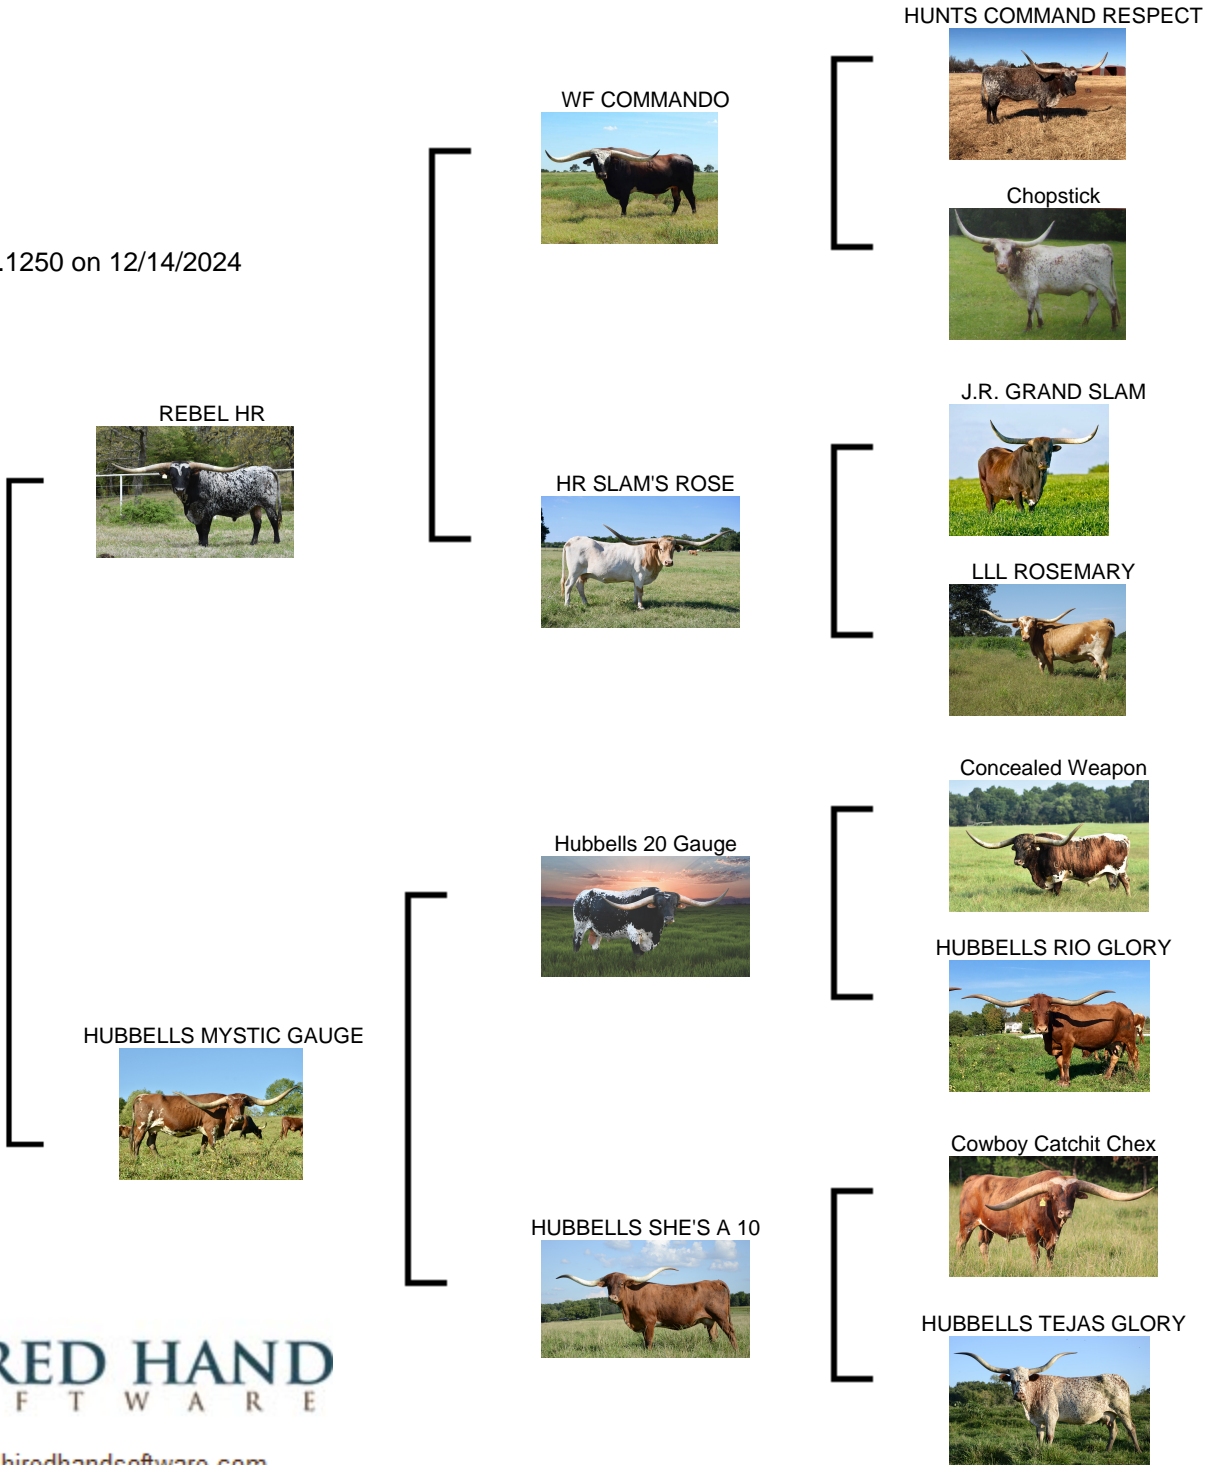 HUNTS COMMAND RESPECT
WF COMMANDO
Chopstick
.1250 on 12/14/2024
J.R. GRAND SLAM
REBEL HR
HR SLAM'S ROSE
LLL ROSEMARY
Concealed Weapon
Hubbells 20 Gauge
HUBBELLS RIO GLORY
HUBBELLS MYSTIC GAUGE
Cowboy Catchit Chex
HUBBELLS SHE'S A 10
HUBBELLS TEJAS GLORY
RED HAND
F T W A R E
hiredhandsoftware.com